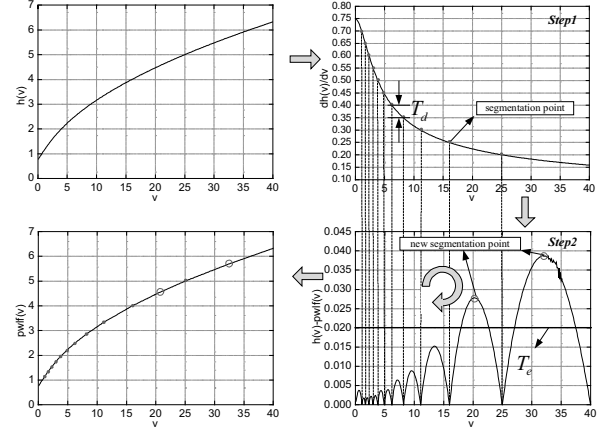 7
6
5
4
3
2
1
0
h(v)
0 5 10 15 20 25 30 35 40
v
0.80
0.75
0.70
0.65
0.60
0.55
0.50
0.45
0.40
0.35
0.30
0.25
0.20
0.15
0.10
dh(v)/dv
Step1
T_d
segmentation point
0 5 10 15 20 25 30 35 40
v
7
6
5
4
3
2
1
0
pwlf(v)
0 5 10 15 20 25 30 35 40
v
0.045
0.040
0.035
0.030
0.025
0.020
0.015
0.010
0.005
0.000
h(v)-pwlf(v)
Step2
new segmentation point
T_e
0 5 10 15 20 25 30 35 40
v